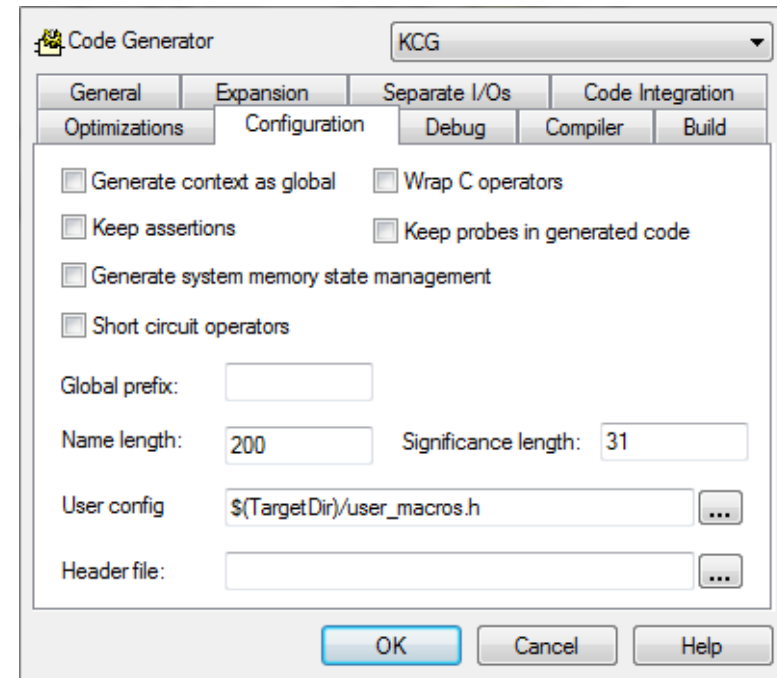 Code Generator KCG
General Expansion Separate I/Os Code Integration
Optimizations Configuration Debug Compiler Build
Generate context as global Wrap C operators
Keep assertions Keep probes in generated code
Generate system memory state management
Short circuit operators
Global prefix:
Name length: 200 Significance length: 31
User config $(TargetDir)/user_macros.h ...
Header file: ...
OK Cancel Help